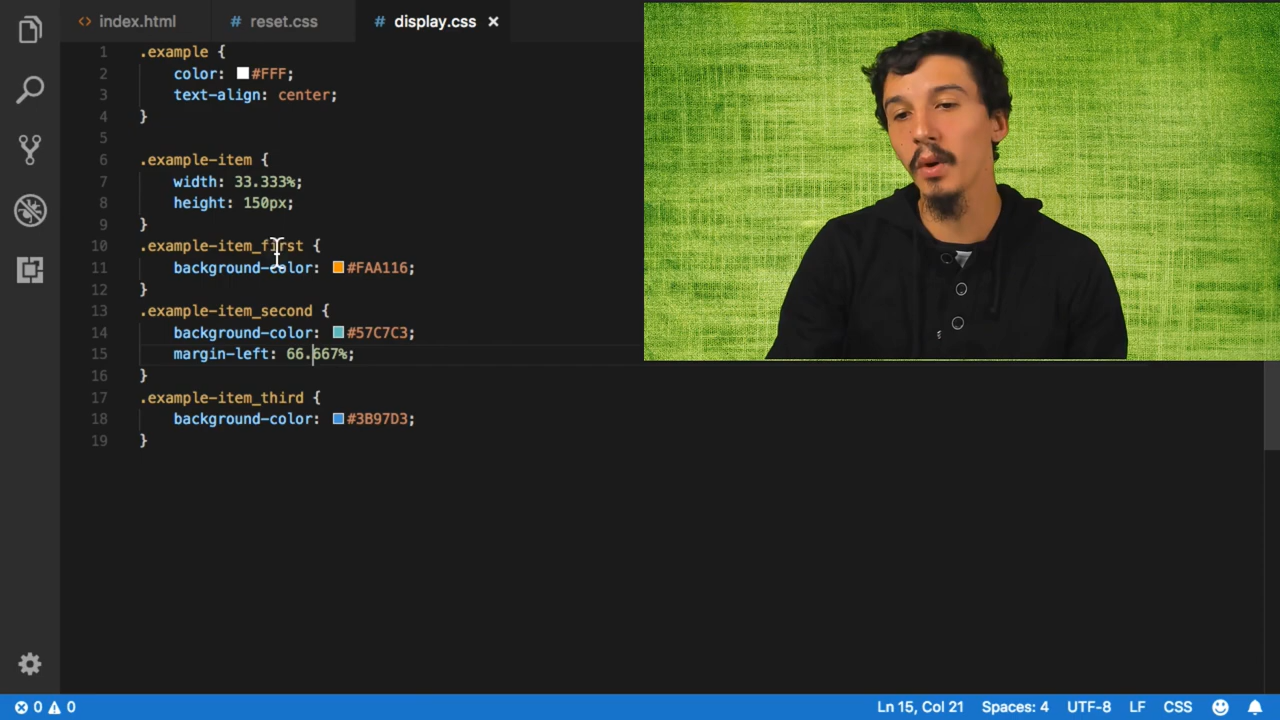 index.html
reset.css
display.css
1 .example {
2 color: #FFF;
3 text-align: center;
4 }
5
6 .example-item {
7 width: 33.333%;
8 height: 150px;
9 }
10 .example-item_first {
11 background-color: #FAA116;
12 }
13 .example-item_second {
14 background-color: #57C7C3;
15 margin-left: 66.667%;
16 }
17 .example-item_third {
18 background-color: #3B97D3;
19 }
0 0 Ln 15, Col 21 Spaces: 4 UTF-8 LF CSS